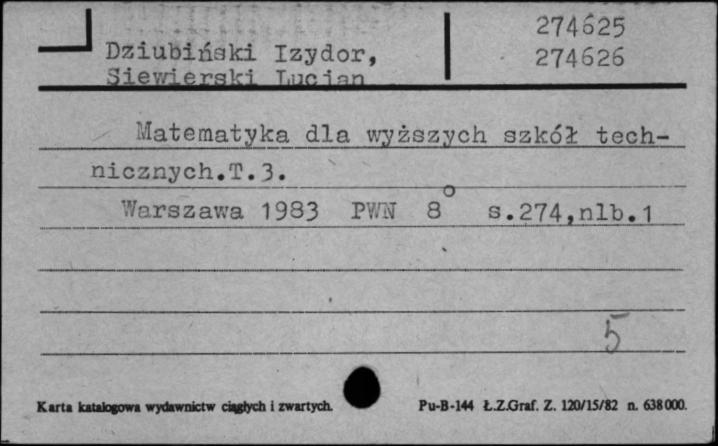 274625
Dziubiński Izydor, 274626
Siewierski Lucjan
Matematyka dla wyższych szkół tech-
nicznych.T.3.
Warszawa 1983 PWN 8° s.274,nlb.1
5
Karta katalogowa wydawnictw ciągłych i zwartych. Pu-B-144 Ł.Z.Graf. Z. 120/15/82 n. 638000.